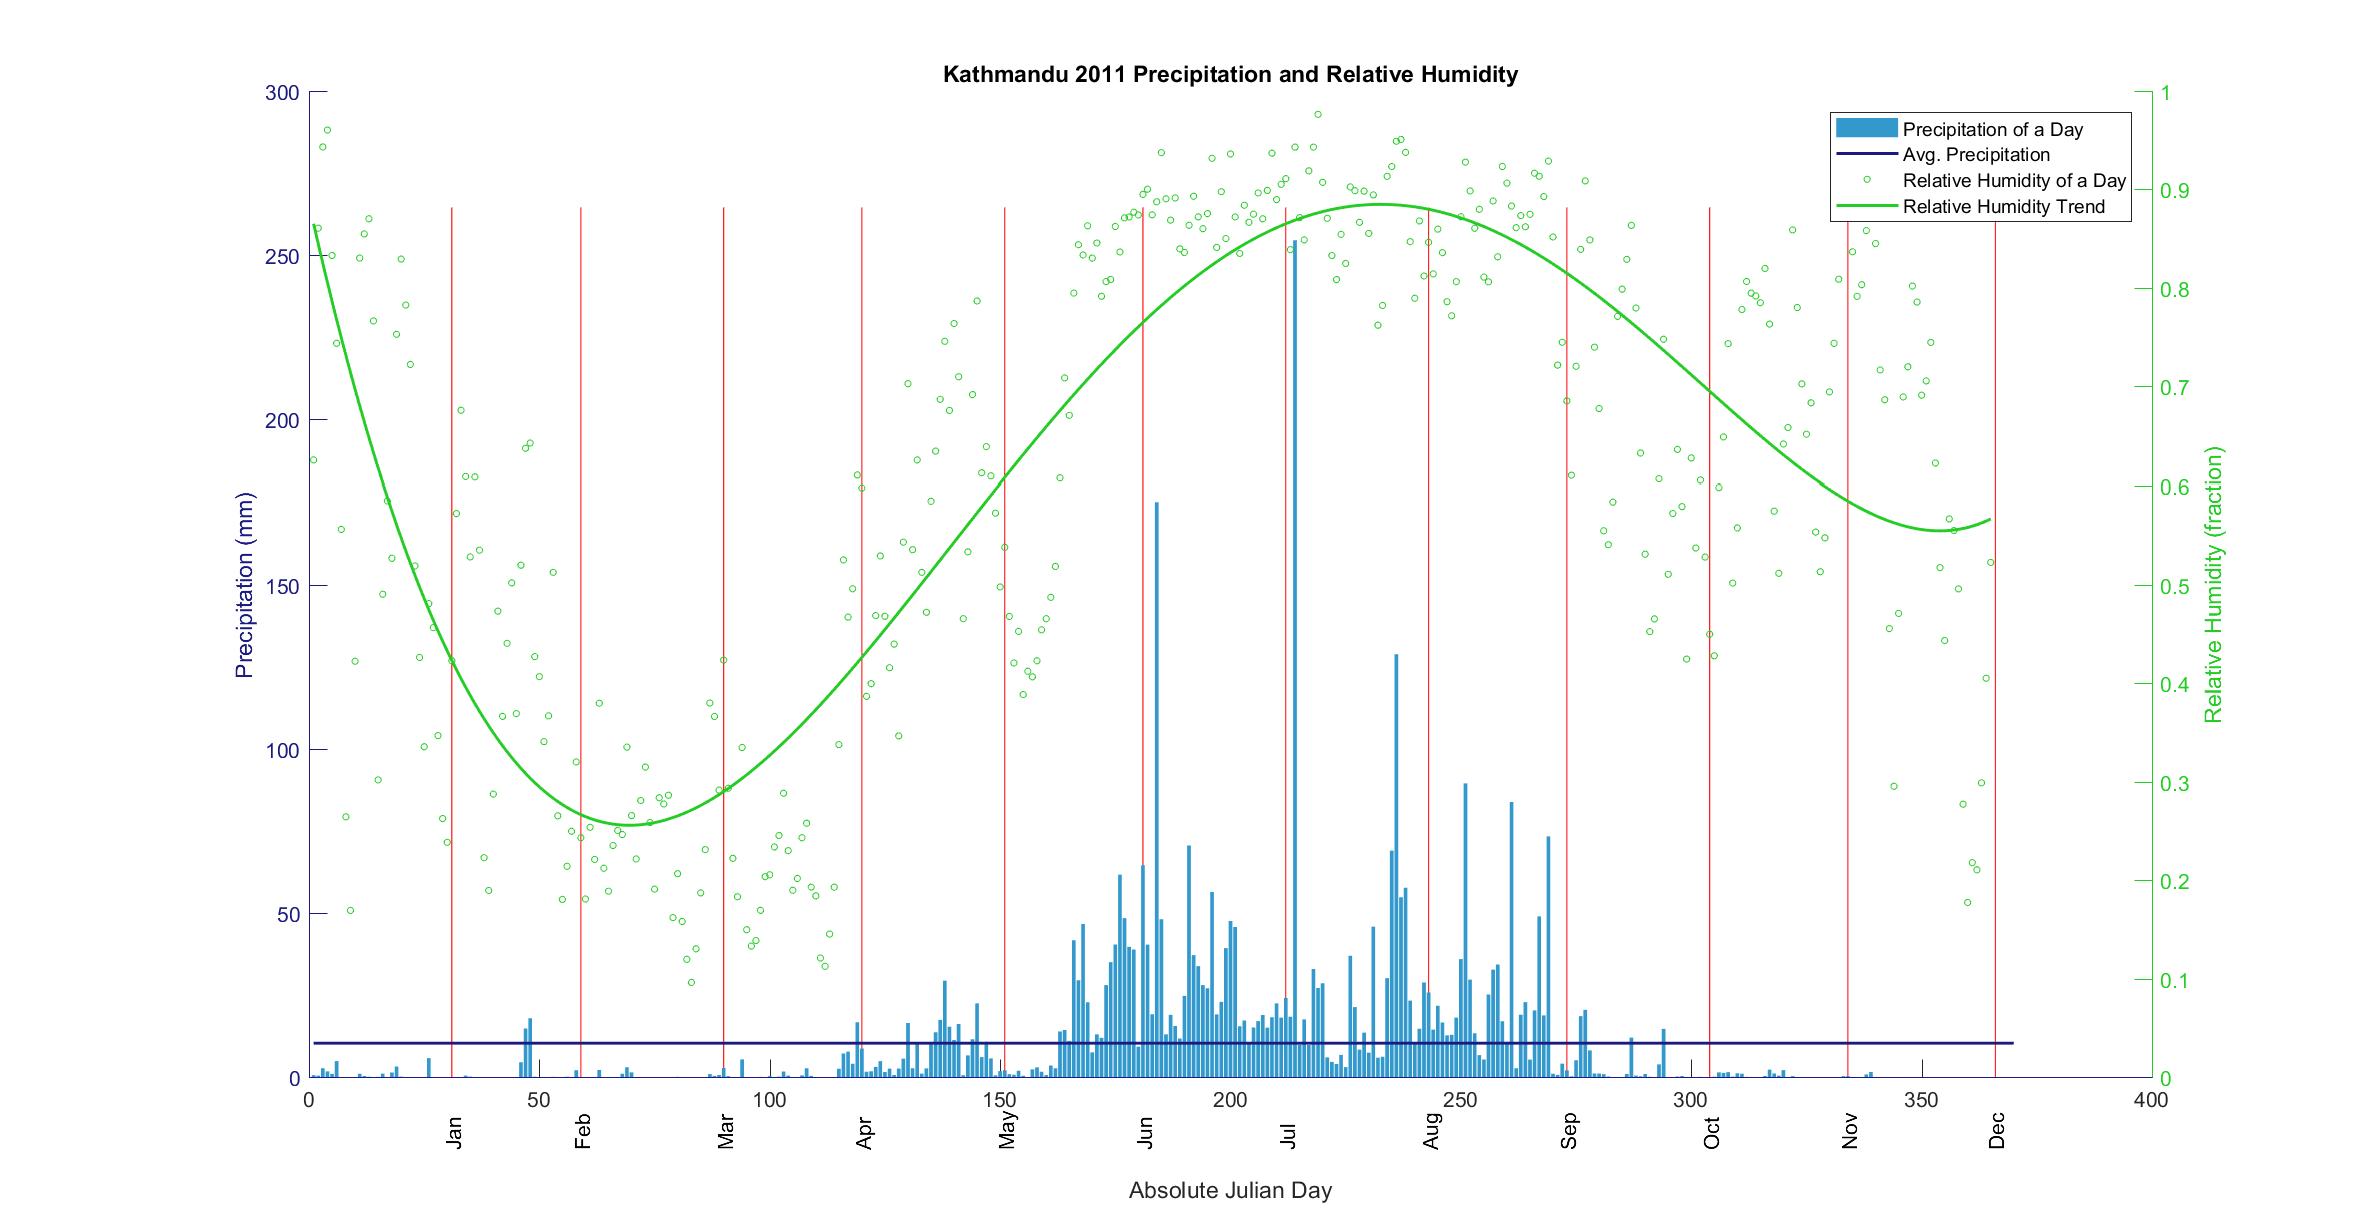 Kathmandu 2011 Precipitation and Relative Humidity
Precipitation of a Day
Avg. Precipitation
Relative Humidity of a Day
Relative Humidity Trend
Precipitation (mm)
300
250
200
150
100
50
0
Relative Humidity (fraction)
1
0.9
0.8
0.7
0.6
0.5
0.4
0.3
0.2
0.1
0
0 50 100 150 200 250 300 350 400
Jan Feb Mar Apr May Jun Jul Aug Sep Oct Nov Dec
Absolute Julian Day